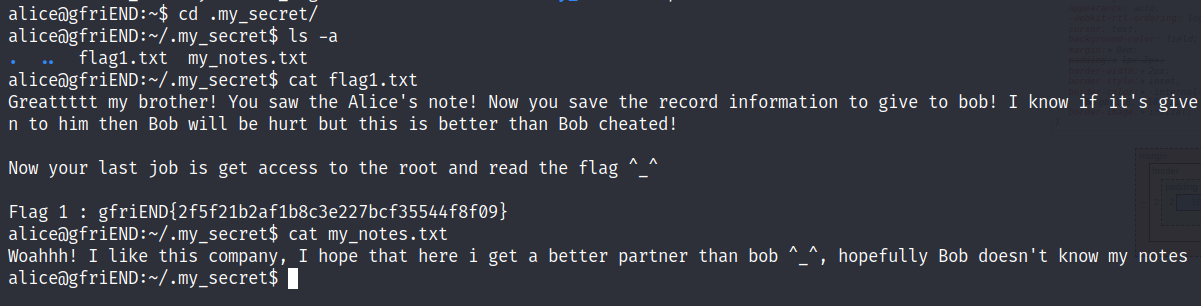 alice@gfriEND:~$ cd .my_secret/
alice@gfriEND:~/.my_secret$ ls -a
.  ..  flag1.txt  my_notes.txt
alice@gfriEND:~/.my_secret$ cat flag1.txt
Greattttt my brother! You saw the Alice's note! Now you save the record information to give to bob! I know if it's give
n to him then Bob will be hurt but this is better than Bob cheated!
Now your last job is get access to the root and read the flag ^_^
Flag 1 : gfriEND{2f5f21b2af1b8c3e227bcf35544f8f09}
alice@gfriEND:~/.my_secret$ cat my_notes.txt
Woahhh! I like this company, I hope that here i get a better partner than bob ^_^, hopefully Bob doesn't know my notes
alice@gfriEND:~/.my_secret$